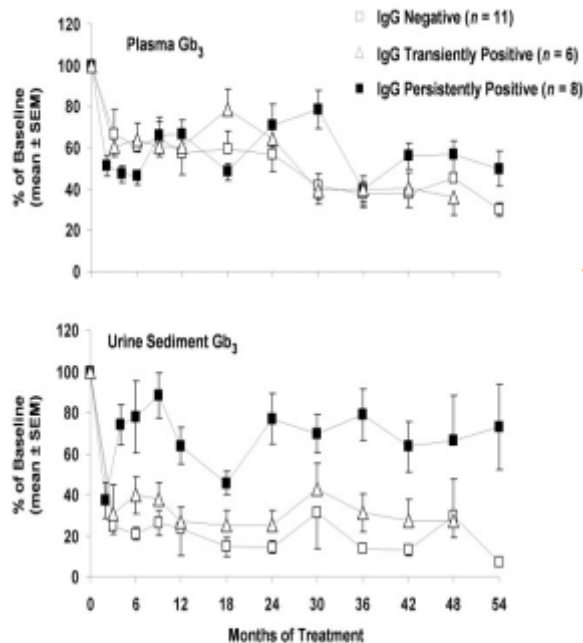 IgG Negative (n = 11)
IgG Transiently Positive (n = 6)
IgG Persistently Positive (n = 8)
Plasma Gb3
% of Baseline
(mean ± SEM)
120
100
80
60
40
20
0
Urine Sediment Gb3
% of Baseline
(mean ± SEM)
120
100
80
60
40
20
0
0 6 12 18 24 30 36 42 48 54
Months of Treatment